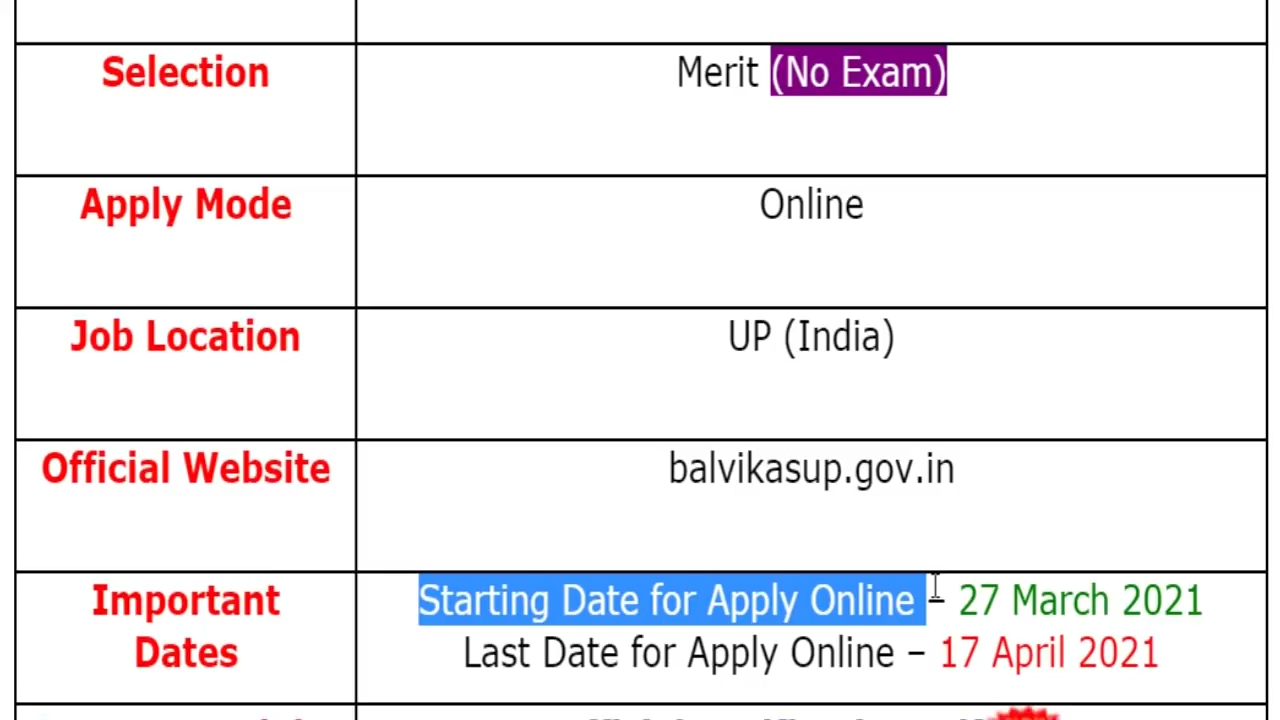 Selection
Merit (No Exam)
Apply Mode
Online
Job Location
UP (India)
Official Website
balvikasup.gov.in
Important
Dates
Starting Date for Apply Online – 27 March 2021
Last Date for Apply Online – 17 April 2021